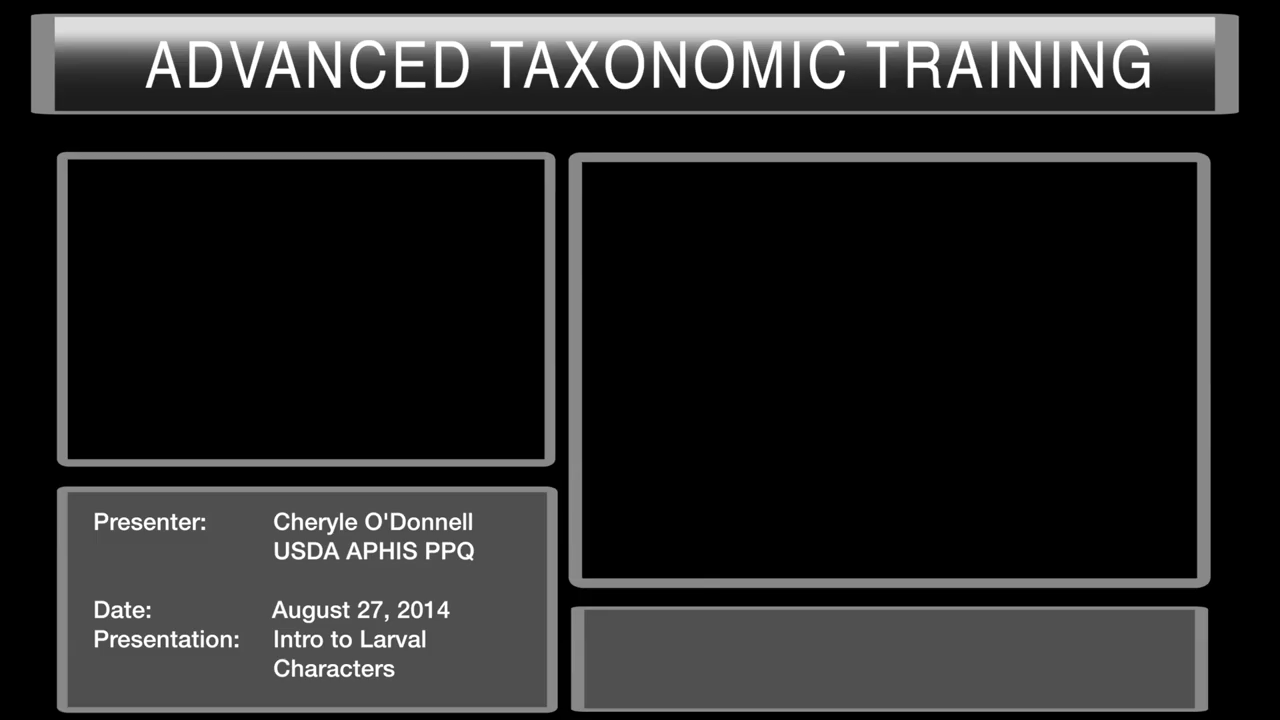 ADVANCED TAXONOMIC TRAINING
Presenter: Cheryle O'Donnell
USDA APHIS PPQ
Date: August 27, 2014
Presentation: Intro to Larval
Characters